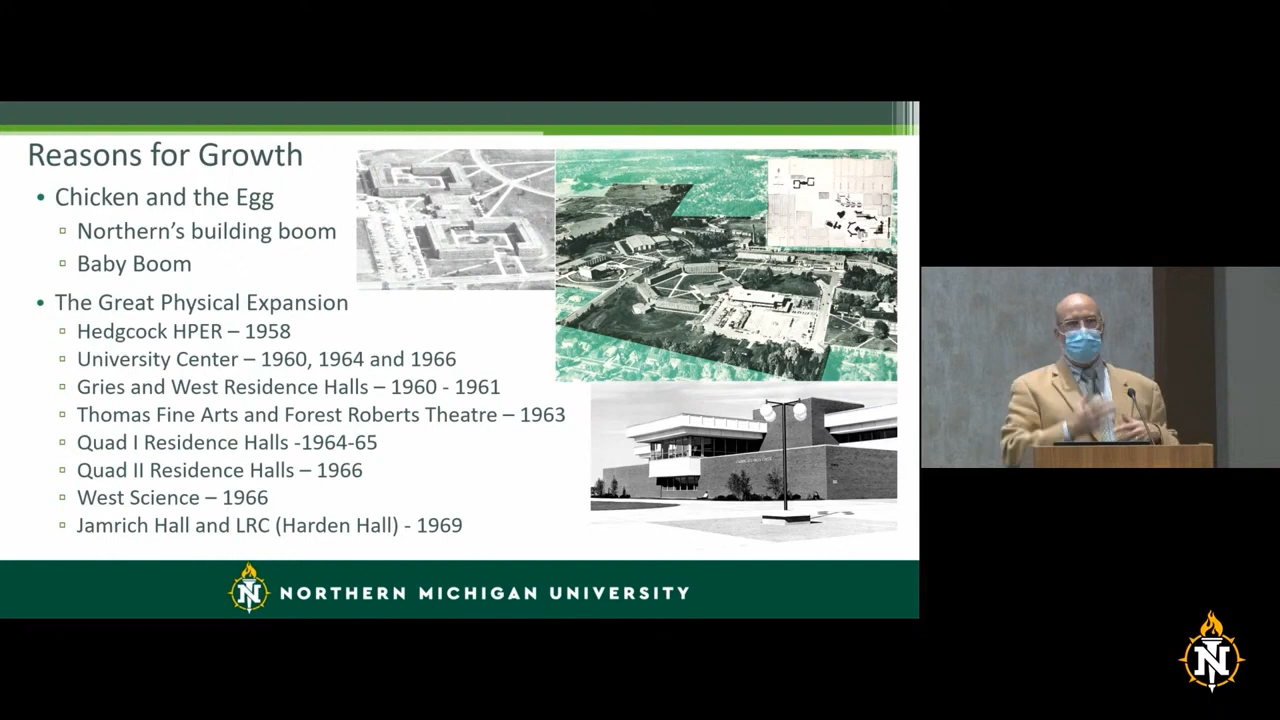 Reasons for Growth
• Chicken and the Egg
▫ Northern's building boom
▫ Baby Boom
• The Great Physical Expansion
▫ Hedgcock HPER – 1958
▫ University Center – 1960, 1964 and 1966
▫ Gries and West Residence Halls – 1960 - 1961
▫ Thomas Fine Arts and Forest Roberts Theatre – 1963
▫ Quad I Residence Halls -1964-65
▫ Quad II Residence Halls – 1966
▫ West Science – 1966
▫ Jamrich Hall and LRC (Harden Hall) - 1969
N NORTHERN MICHIGAN UNIVERSITY
N